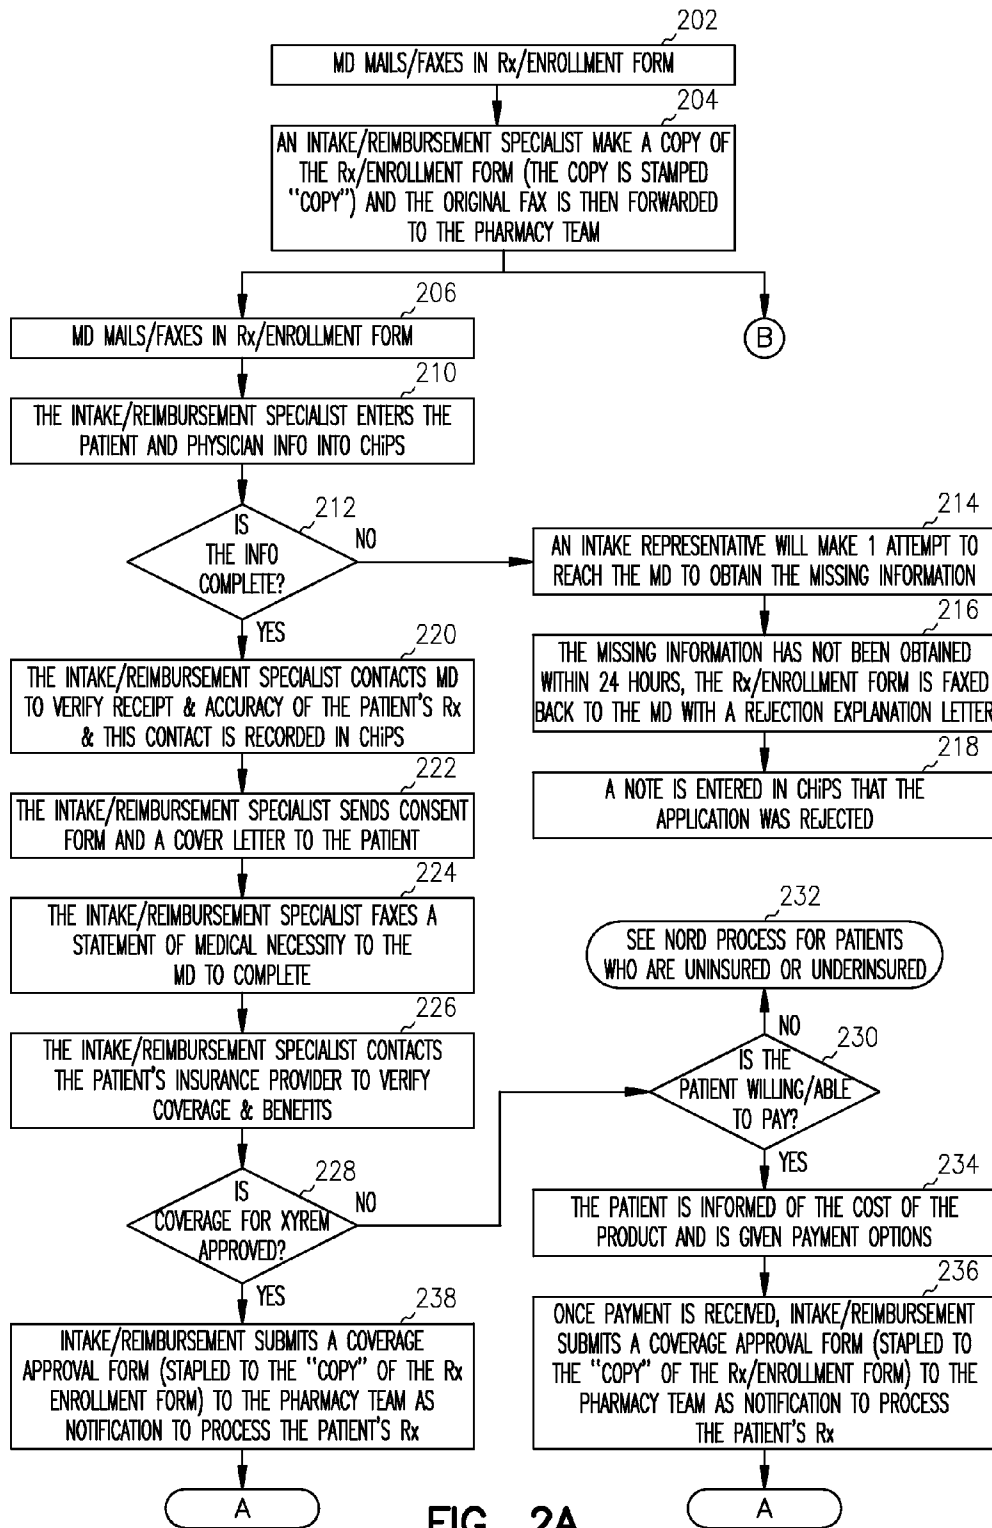 202
MD MAILS/FAXES IN Rx/ENROLLMENT FORM
204
AN INTAKE/REIMBURSEMENT SPECIALIST MAKE A COPY OF
THE Rx/ENROLLMENT FORM (THE COPY IS STAMPED
"COPY") AND THE ORIGINAL FAX IS THEN FORWARDED
TO THE PHARMACY TEAM
206
MD MAILS/FAXES IN Rx/ENROLLMENT FORM
B
210
THE INTAKE/REIMBURSEMENT SPECIALIST ENTERS THE
PATIENT AND PHYSICIAN INFO INTO CHiPS
212
IS
THE INFO
COMPLETE?
NO
YES
214
AN INTAKE REPRESENTATIVE WILL MAKE 1 ATTEMPT TO
REACH THE MD TO OBTAIN THE MISSING INFORMATION
216
THE MISSING INFORMATION HAS NOT BEEN OBTAINED
WITHIN 24 HOURS, THE Rx/ENROLLMENT FORM IS FAXED
BACK TO THE MD WITH A REJECTION EXPLANATION LETTER
218
A NOTE IS ENTERED IN CHiPS THAT THE
APPLICATION WAS REJECTED
220
THE INTAKE/REIMBURSEMENT SPECIALIST CONTACTS MD
TO VERIFY RECEIPT & ACCURACY OF THE PATIENT'S Rx
& THIS CONTACT IS RECORDED IN CHiPS
222
THE INTAKE/REIMBURSEMENT SPECIALIST SENDS CONSENT
FORM AND A COVER LETTER TO THE PATIENT
224
THE INTAKE/REIMBURSEMENT SPECIALIST FAXES A
STATEMENT OF MEDICAL NECESSITY TO THE
MD TO COMPLETE
226
THE INTAKE/REIMBURSEMENT SPECIALIST CONTACTS
THE PATIENT'S INSURANCE PROVIDER TO VERIFY
COVERAGE & BENEFITS
228
IS
COVERAGE FOR XYREM
APPROVED?
NO
YES
232
SEE NORD PROCESS FOR PATIENTS
WHO ARE UNINSURED OR UNDERINSURED
NO
230
IS THE
PATIENT WILLING/ABLE
TO PAY?
YES
234
THE PATIENT IS INFORMED OF THE COST OF THE
PRODUCT AND IS GIVEN PAYMENT OPTIONS
236
ONCE PAYMENT IS RECEIVED, INTAKE/REIMBURSEMENT
SUBMITS A COVERAGE APPROVAL FORM (STAPLED TO
THE "COPY" OF THE Rx/ENROLLMENT FORM) TO THE
PHARMACY TEAM AS NOTIFICATION TO PROCESS
THE PATIENT'S Rx
238
INTAKE/REIMBURSEMENT SUBMITS A COVERAGE
APPROVAL FORM (STAPLED TO THE "COPY" OF THE Rx
ENROLLMENT FORM) TO THE PHARMACY TEAM AS
NOTIFICATION TO PROCESS THE PATIENT'S Rx
A
A
FIG. 2A